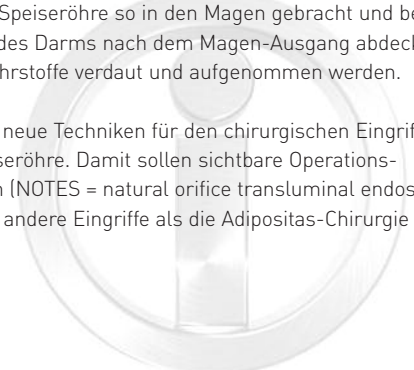 Speiseröhre so in den Magen gebracht und be
des Darms nach dem Magen-Ausgang abdeck
hrstoffe verdaut und aufgenommen werden.
neue Techniken für den chirurgischen Eingrif
eröhre. Damit sollen sichtbare Operations-
(NOTES = natural orifice transluminal endos
andere Eingriffe als die Adipositas-Chirurgie